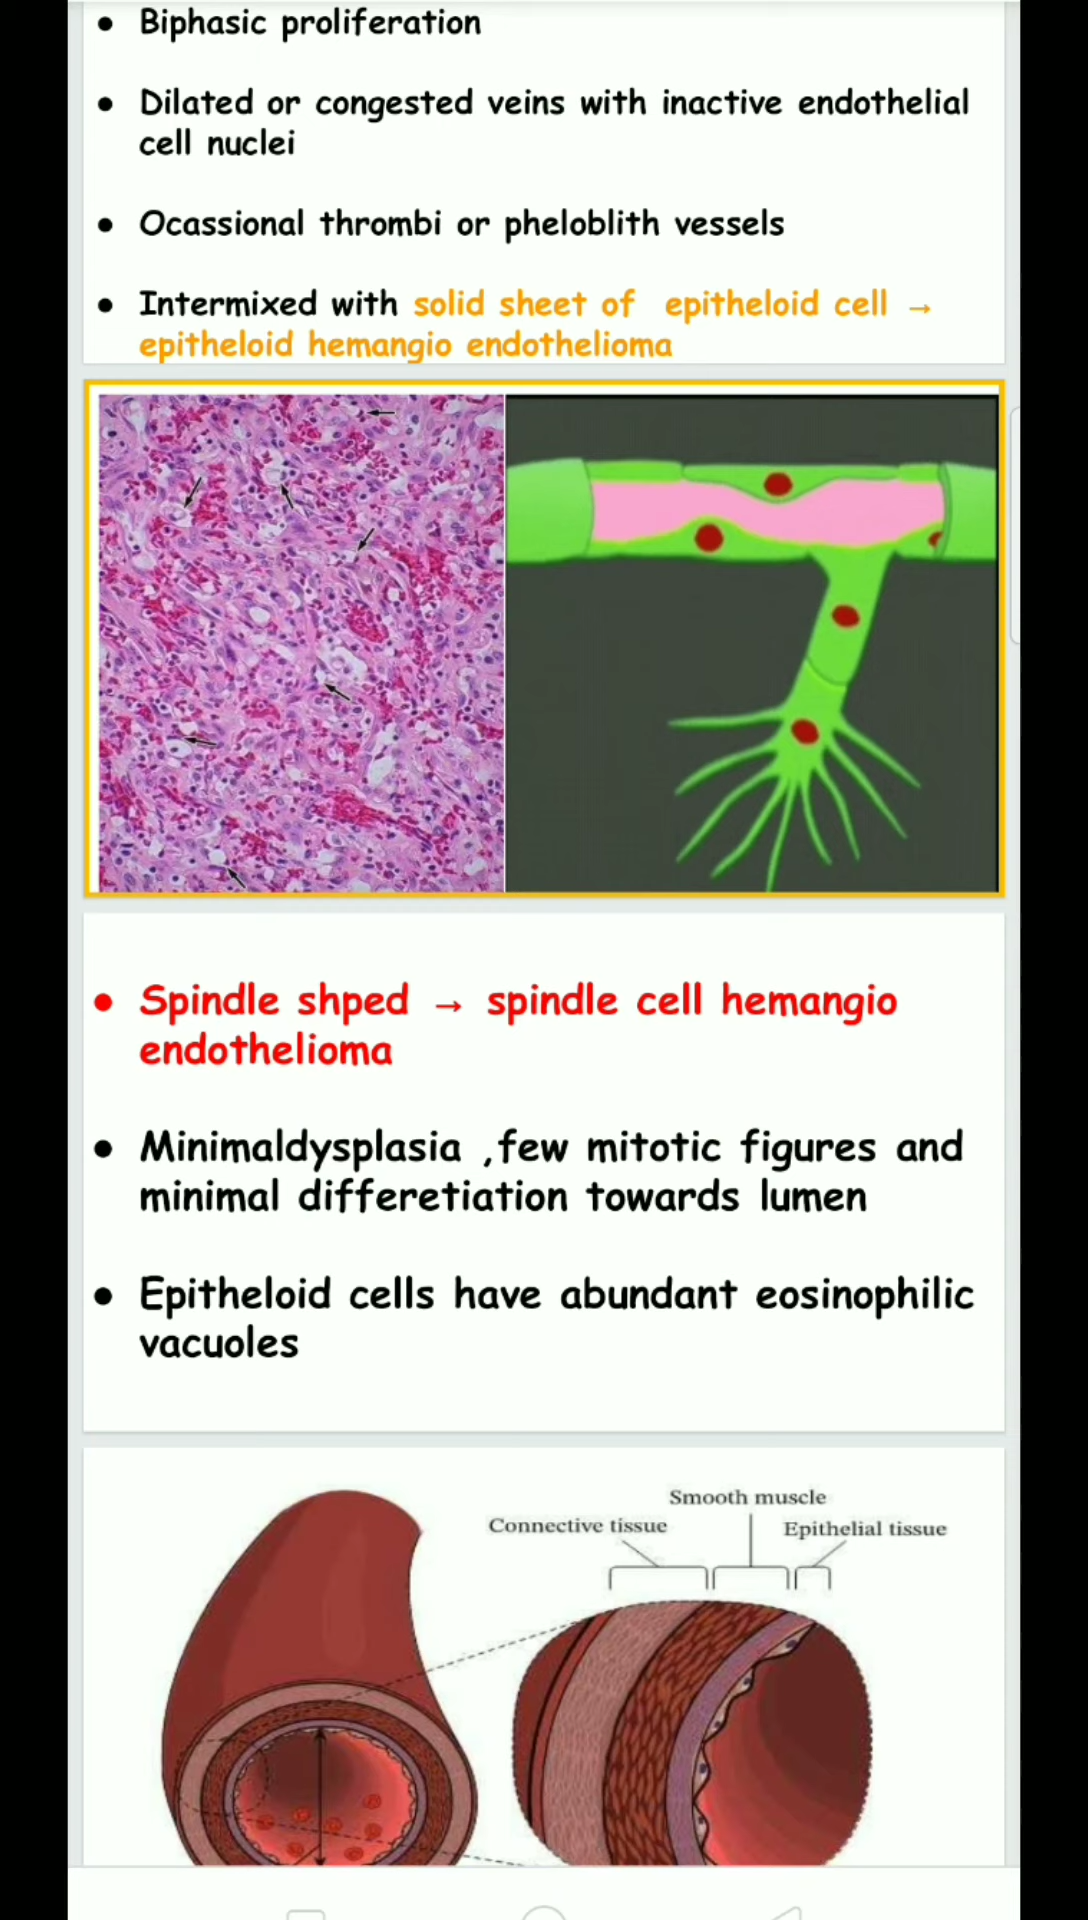 • Biphasic proliferation
• Dilated or congested veins with inactive endothelial
cell nuclei
• Ocassional thrombi or pheloblith vessels
• Intermixed with solid sheet of epitheloid cell →
epitheloid hemangio endothelioma
• Spindle shped → spindle cell hemangio
endothelioma
• Minimaldysplasia ,few mitotic figures and
minimal differetiation towards lumen
• Epitheloid cells have abundant eosinophilic
vacuoles
Smooth muscle
Connective tissue
Epithelial tissue